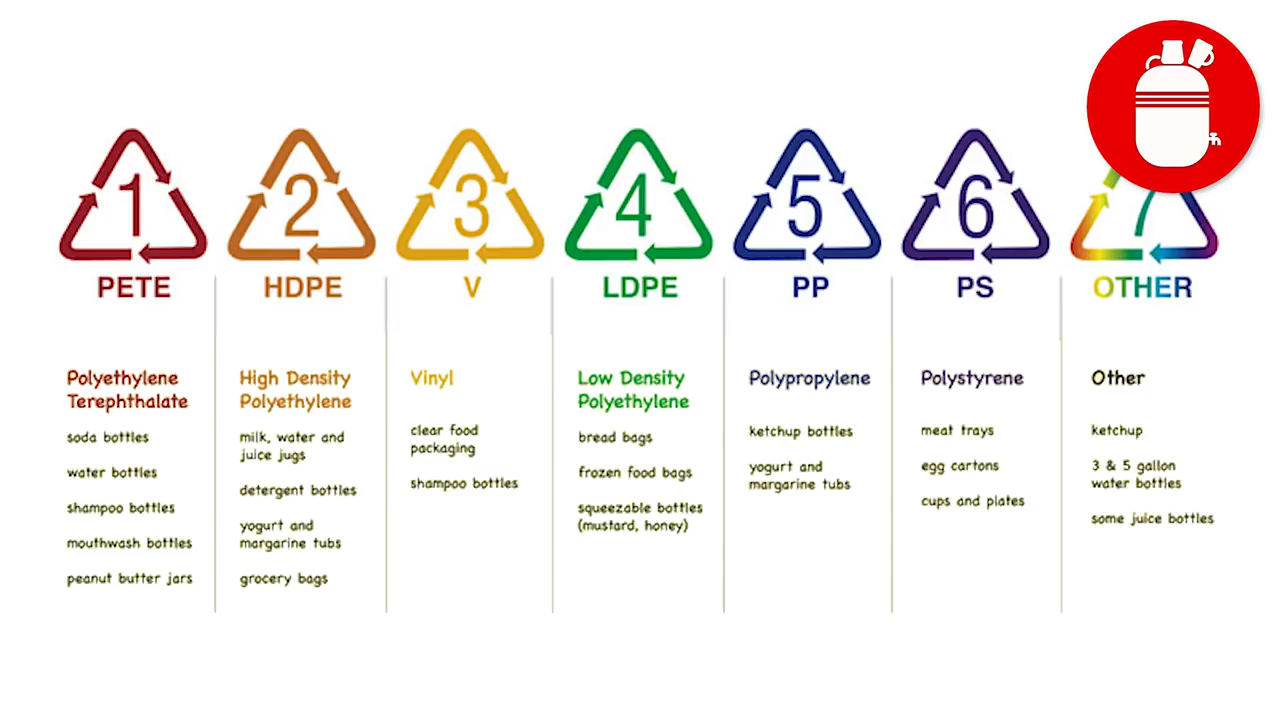 1
PETE
Polyethylene
Terephthalate
soda bottles
water bottles
shampoo bottles
mouthwash bottles
peanut butter jars
2
HDPE
High Density
Polyethylene
milk, water and
juice jugs
detergent bottles
yogurt and
margarine tubs
grocery bags
3
V
Vinyl
clear food
packaging
shampoo bottles
4
LDPE
Low Density
Polyethylene
bread bags
frozen food bags
squeezable bottles
(mustard, honey)
5
PP
Polypropylene
ketchup bottles
yogurt and
margarine tubs
6
PS
Polystyrene
meat trays
egg cartons
cups and plates
7
OTHER
Other
ketchup
3 & 5 gallon
water bottles
some juice bottles